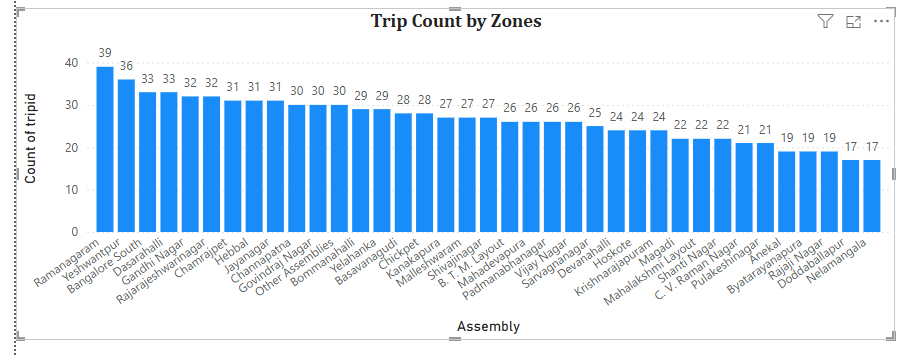 Trip Count by Zones
Count of tripid
40
30
20
10
0
39
36
33
33
32
32
31
31
31
30
30
30
29
29
28
28
27
27
27
26
26
26
26
25
24
24
24
22
22
22
21
21
19
19
19
17
17
Ramanagaram
Yeshwantpur
Bangalore South
Dasarahalli
Gandhi Nagar
Rajarajeshwarinagar
Chamrajpet
Hebbal
Jayanagar
Channapatna
Govindraj Nagar
Other Assemblies
Bommanahalli
Yelahanka
Basavanagudi
Chickpet
Kanakapura
Malleshwaram
Shivajinagar
B. T. M. Layout
Mahadevapura
Padmanabhanagar
Vijay Nagar
Sarvagnanagar
Devanahalli
Hoskote
Krishnarajapuram
Magadi
Mahalakshmi Layout
Shanti Nagar
C. V. Raman Nagar
Pulakeshinagar
Anekal
Byatarayanapura
Rajaji Nagar
Doddaballapur
Nelamangala
Assembly